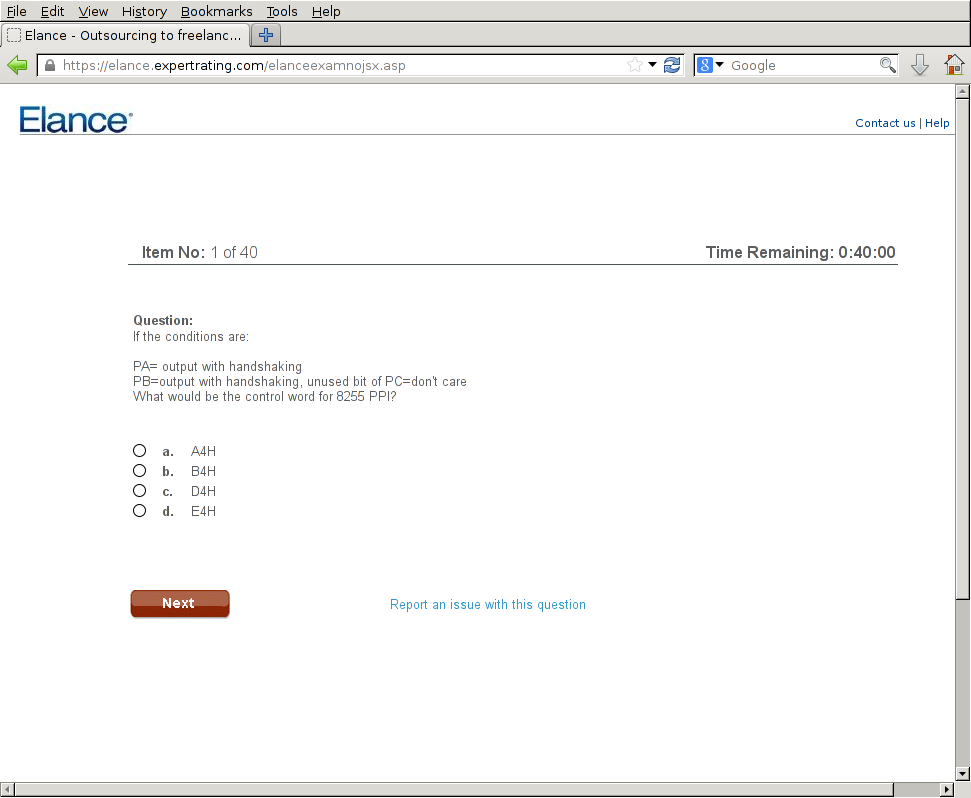 File Edit View History Bookmarks Tools Help
Elance - Outsourcing to freelanc...
https://elance.expertrating.com/elanceexamnojsx.asp
8 Google
Elance
Contact us | Help
Item No: 1 of 40
Time Remaining: 0:40:00
Question:
If the conditions are:
PA= output with handshaking
PB=output with handshaking, unused bit of PC=don't care
What would be the control word for 8255 PPI?
a. A4H
b. B4H
c. D4H
d. E4H
Next
Report an issue with this question